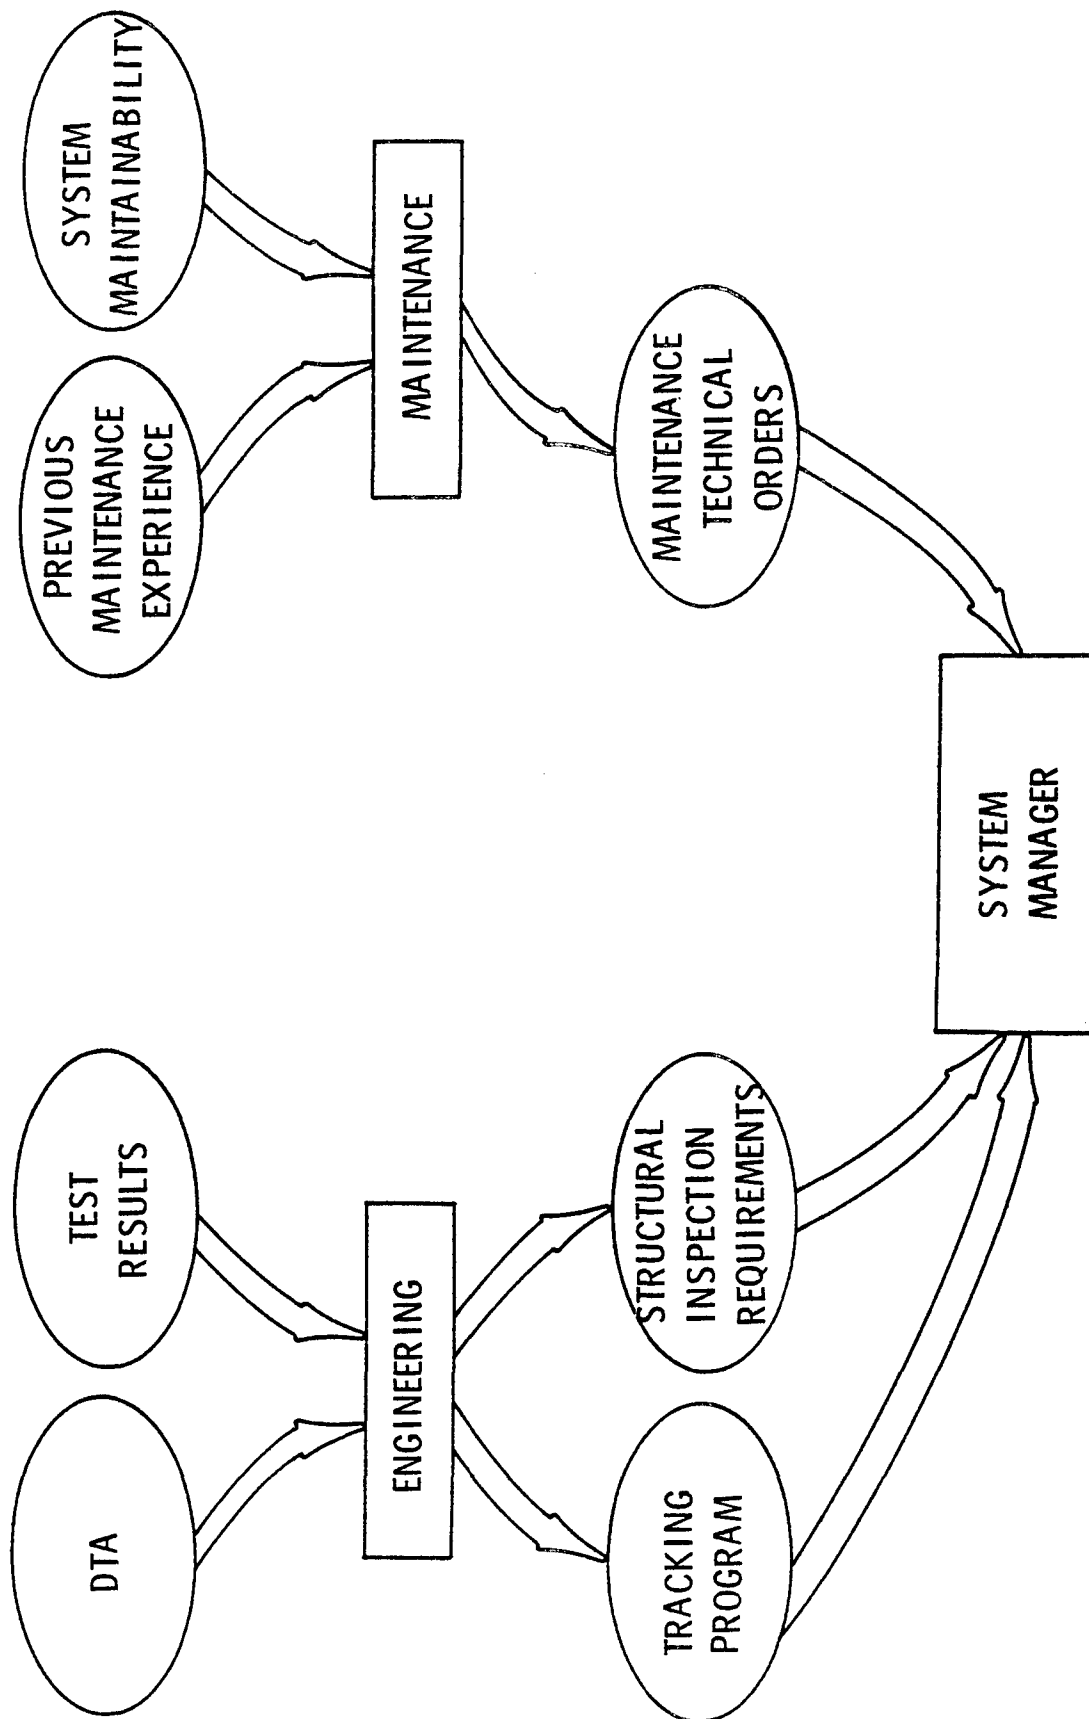 DTA
TEST
RESULTS
PREVIOUS
MAINTENANCE
EXPERIENCE
SYSTEM
MAINTAINABILITY
ENGINEERING
MAINTENANCE
TRACKING
PROGRAM
STRUCTURAL
INSPECTION
REQUIREMENTS
MAINTENANCE
TECHNICAL
ORDERS
SYSTEM
MANAGER